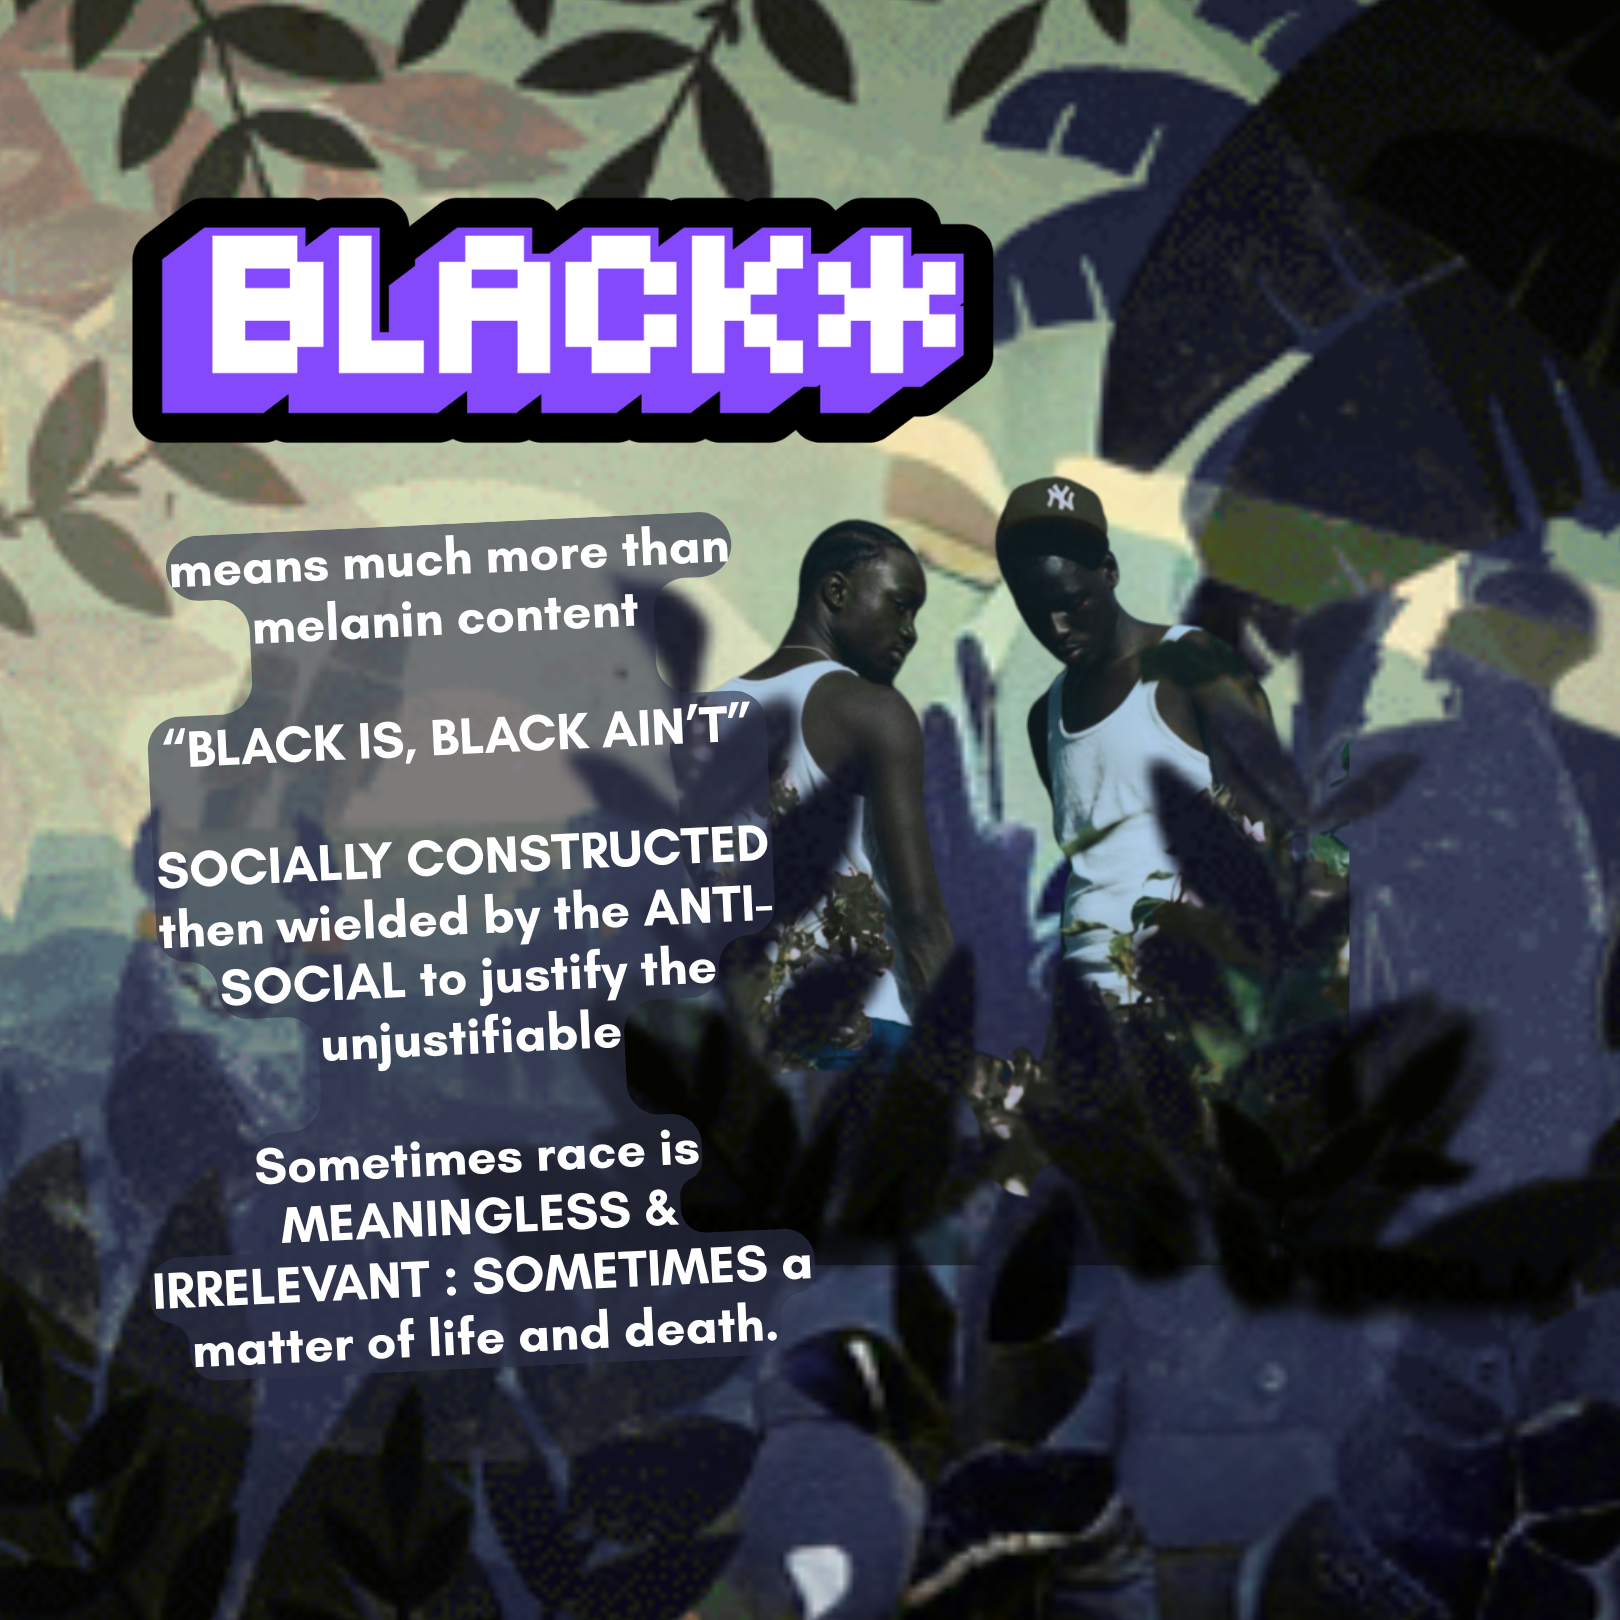 BLACK*
means much more than
melanin content
“BLACK IS, BLACK AIN’T”
SOCIALLY CONSTRUCTED
then wielded by the ANTI-
SOCIAL to justify the
unjustifiable
Sometimes race is
MEANINGLESS &
IRRELEVANT : SOMETIMES a
matter of life and death.
NY